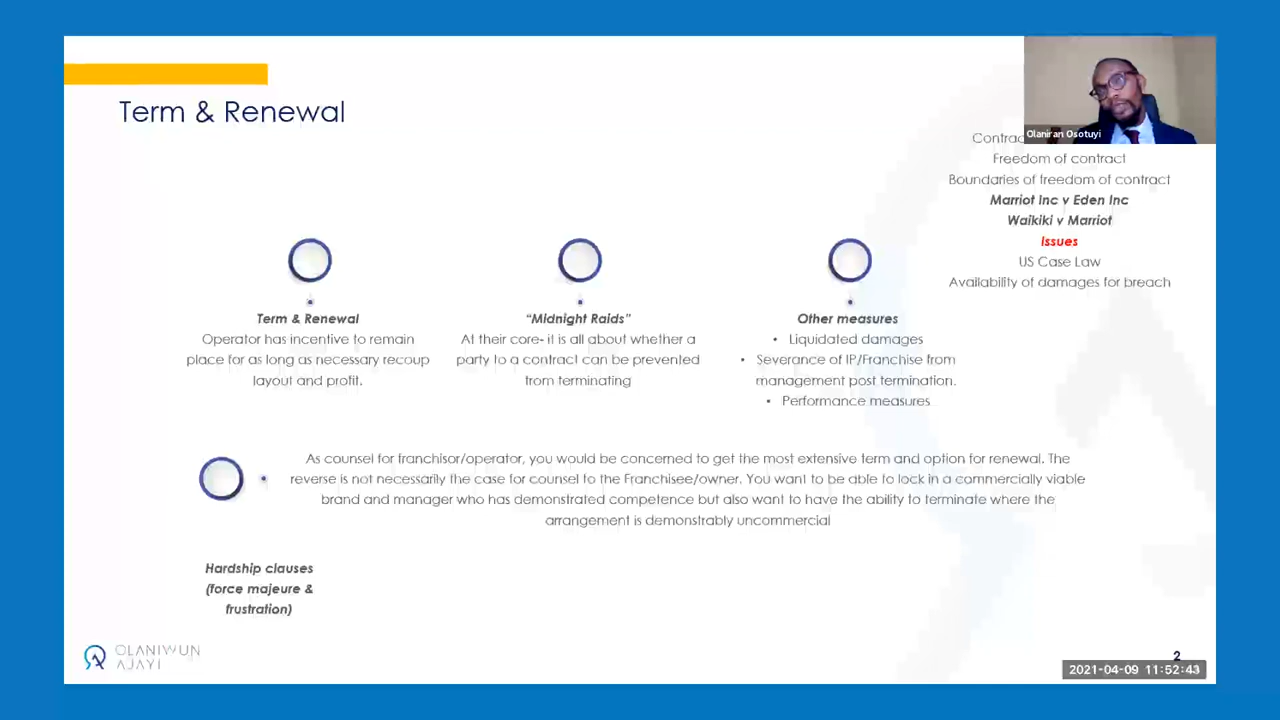 Term & Renewal
Olaniran Osotuyi
Freedom of contract
Boundaries of freedom of contract
Marriot Inc v Eden Inc
Waikiki v Marriot
Issues
US Case Law
Availability of damages for breach
Term & Renewal
Operator has incentive to remain
place for as long as necessary recoup
layout and profit.
“Midnight Raids”
At their core- it is all about whether a
party to a contract can be prevented
from terminating
Other measures
• Liquidated damages
• Severance of IP/Franchise from
management post termination.
• Performance measures
As counsel for franchisor/operator, you would be concerned to get the most extensive term and option for renewal. The
reverse is not necessarily the case for counsel to the Franchisee/owner. You want to be able to lock in a commercially viable
brand and manager who has demonstrated competence but also want to have the ability to terminate where the
arrangement is demonstrably uncommercial
Hardship clauses
(force majeure &
frustration)
OLANIWUN
AJAYI
2
2021-04-09 11:52:43